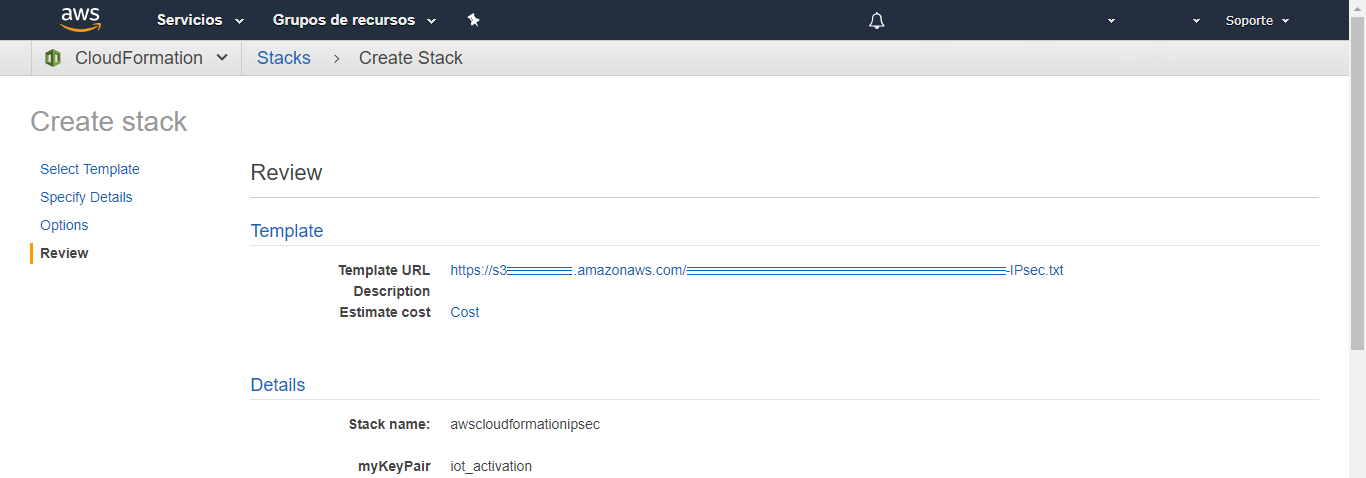 aws Servicios Grupos de recursos Soporte
CloudFormation Stacks > Create Stack
Create stack
Select Template
Specify Details
Options
Review
Review
Template
Template URL https://s3 .amazonaws.com/ -IPsec.txt
Description
Estimate cost Cost
Details
Stack name: awscloudformationipsec
myKeyPair iot_activation